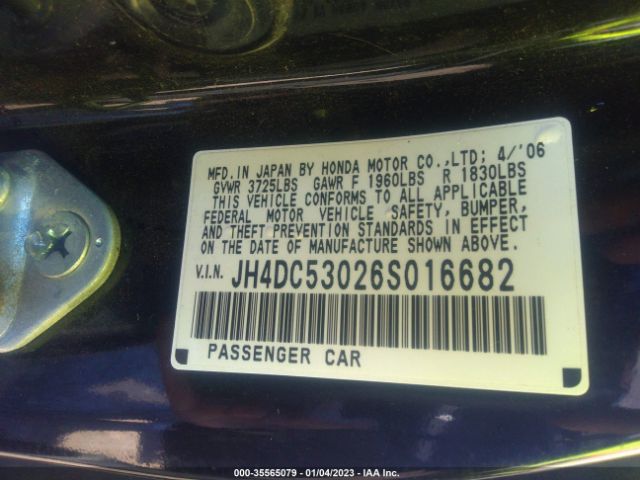 MFD. IN JAPAN BY HONDA MOTOR CO.,LTD; 4/'06
GVWR 3725LBS GAWR F 1960LBS R 1830LBS
THIS VEHICLE CONFORMS TO ALL APPLICABLE
FEDERAL MOTOR VEHICLE SAFETY, BUMPER,
AND THEFT PREVENTION STANDARDS IN EFFECT
ON THE DATE OF MANUFACTURE SHOWN ABOVE.
V.I.N. JH4DC53026S016682
PASSENGER CAR
000-35565079 - 01/04/2023 - IAA Inc.